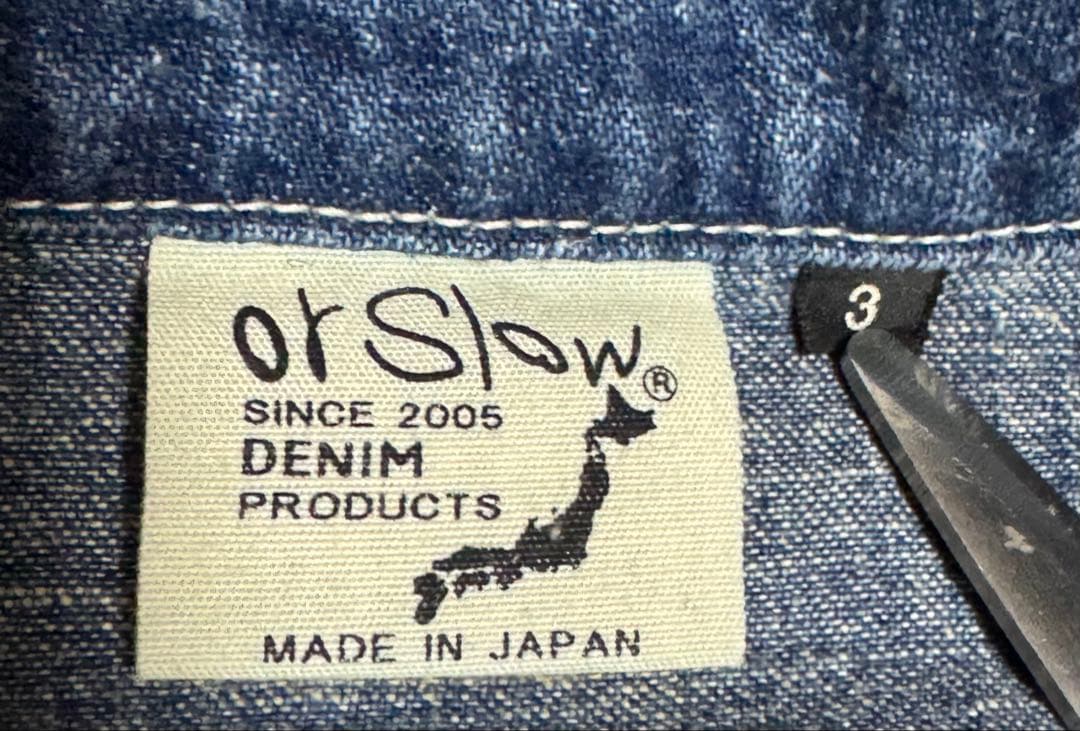 orSlow®
3
SINCE 2005
DENIM
PRODUCTS
MADE IN JAPAN